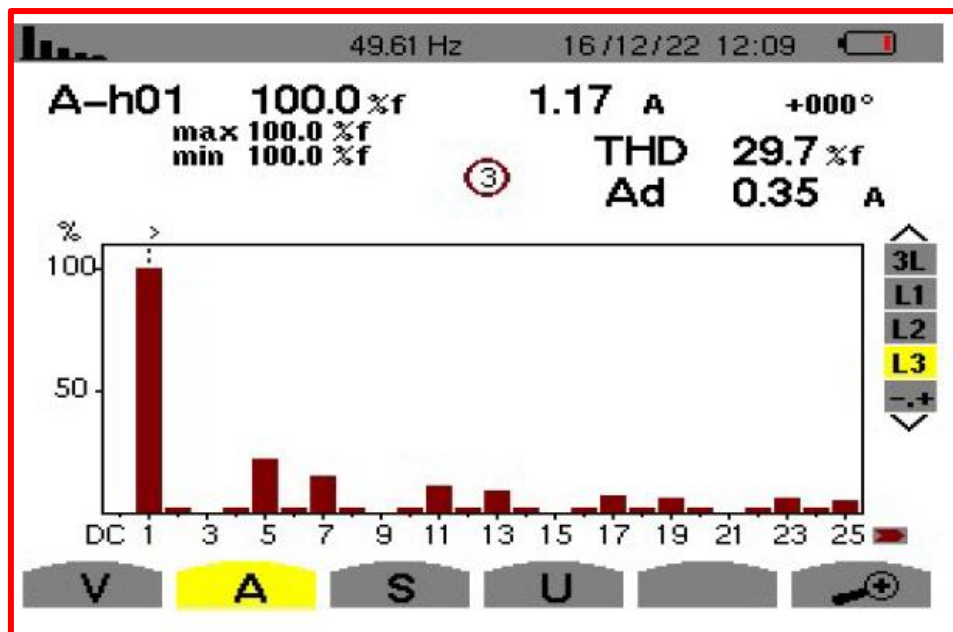 49.61 Hz 16/12/22 12:09
A-h01 100.0 %f 1.17 A +000°
max 100.0 %f
min 100.0 %f
THD 29.7 %f
3
Ad 0.35 A
%
>
100
50
3L
L1
L2
L3
-.+
DC 1 3 5 7 9 11 13 15 17 19 21 23 25
V A S U